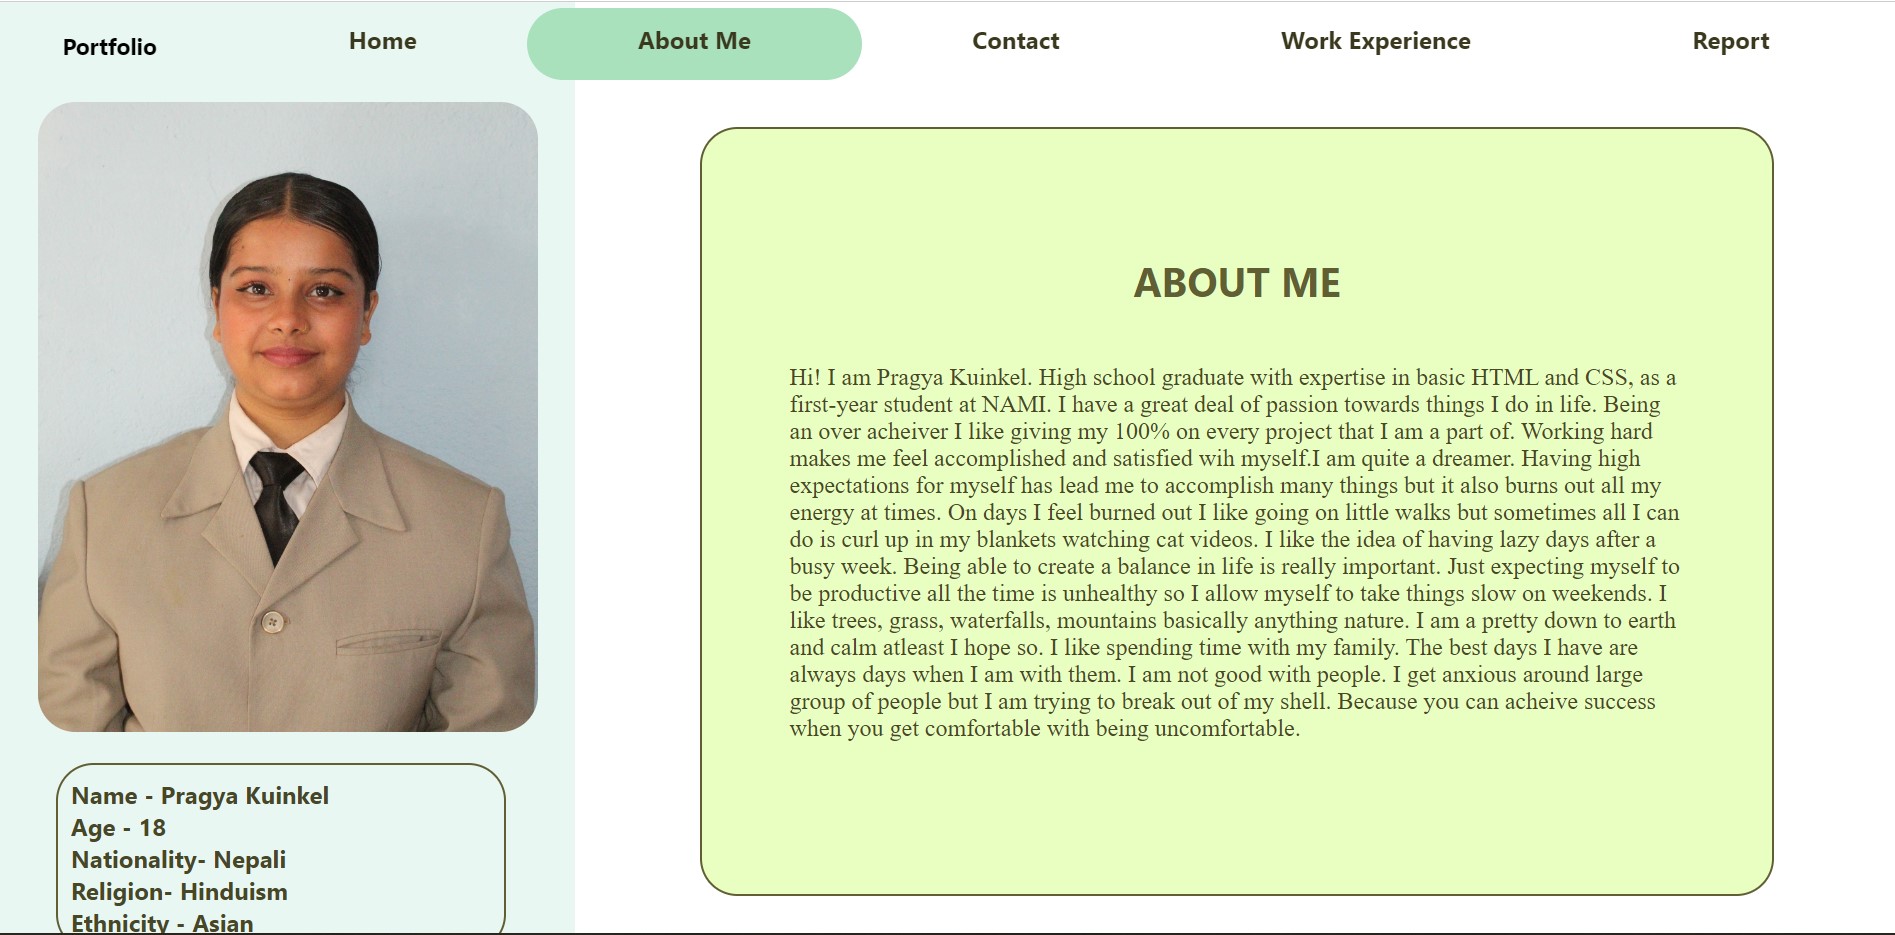 Portfolio
Home
About Me
Contact
Work Experience
Report
Name - Pragya Kuinkel
Age - 18
Nationality- Nepali
Religion- Hinduism
Ethnicity - Asian
ABOUT ME
Hi! I am Pragya Kuinkel. High school graduate with expertise in basic HTML and CSS, as a
first-year student at NAMI. I have a great deal of passion towards things I do in life. Being
an over acheiver I like giving my 100% on every project that I am a part of. Working hard
makes me feel accomplished and satisfied wih myself.I am quite a dreamer. Having high
expectations for myself has lead me to accomplish many things but it also burns out all my
energy at times. On days I feel burned out I like going on little walks but sometimes all I can
do is curl up in my blankets watching cat videos. I like the idea of having lazy days after a
busy week. Being able to create a balance in life is really important. Just expecting myself to
be productive all the time is unhealthy so I allow myself to take things slow on weekends. I
like trees, grass, waterfalls, mountains basically anything nature. I am a pretty down to earth
and calm atleast I hope so. I like spending time with my family. The best days I have are
always days when I am with them. I am not good with people. I get anxious around large
group of people but I am trying to break out of my shell. Because you can acheive success
when you get comfortable with being uncomfortable.